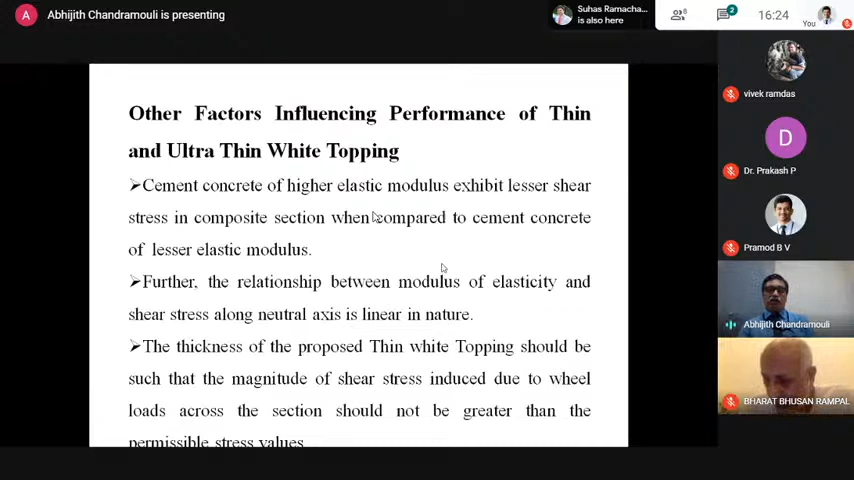 A
Abhijith Chandramouli is presenting
Suhas Ramacha...
is also here
8
2
16:24
You
Other Factors Influencing Performance of Thin
and Ultra Thin White Topping
➢Cement concrete of higher elastic modulus exhibit lesser shear
stress in composite section when compared to cement concrete
of lesser elastic modulus.
➢Further, the relationship between modulus of elasticity and
shear stress along neutral axis is linear in nature.
➢The thickness of the proposed Thin white Topping should be
such that the magnitude of shear stress induced due to wheel
loads across the section should not be greater than the
permissible stress values
vivek ramdas
D
Dr. Prakash P
Pramod B V
Abhijith Chandramouli
BHARAT BHUSAN RAMPAL